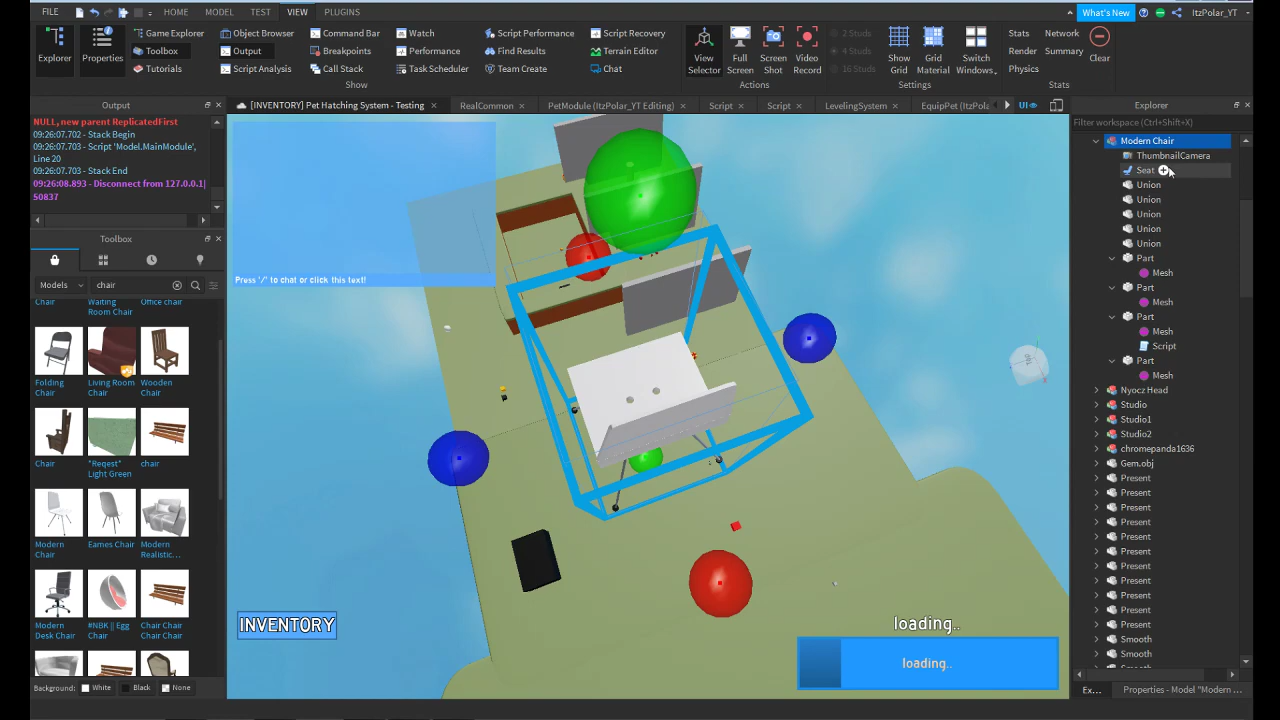 FILE HOME MODEL TEST VIEW PLUGINS What's New ItzPolar_YT
Game Explorer Object Browser Command Bar Watch Script Performance Script Recovery 2 Studs Stats Network
Toolbox Output Breakpoints Performance Find Results Terrain Editor 4 Studs Render Summary
Tutorials Script Analysis Call Stack Task Scheduler Team Create Chat 16 Studs Physics
Explorer Properties View Selector Full Screen Screen Shot Video Record Show Grid Grid Material Switch Windows Clear
Show Actions Settings Stats
Output
[INVENTORY] Pet Hatching System - Testing RealCommon PetModule (ItzPolar_YT Editing) Script Script LevelingSystem EquipPet (ItzPola UI
Explorer
Filter workspace (Ctrl+Shift+X)
NULL, new parent ReplicatedFirst
09:26:07.702 - Stack Begin
09:26:07.703 - Script 'Model.MainModule',
Line 20
09:26:07.703 - Stack End
09:26:08.893 - Disconnect from 127.0.0.1|
50837
Toolbox
Models chair
Chair Waiting Room Chair Office chair
Folding Chair Living Room Chair Wooden Chair
Chair *Reqest* Light Green chair
Modern Chair Eames Chair Modern Realistic...
Modern Desk Chair #NBK || Egg Chair Chair Chair Chair
Background: White Black None
Press '/' to chat or click this text!
INVENTORY
loading..
loading..
Modern Chair
ThumbnailCamera
Seat
Union
Union
Union
Union
Union
Part
Mesh
Part
Mesh
Part
Mesh
Script
Part
Mesh
Nyocz Head
Studio
Studio1
Studio2
chromepanda1636
Gem.obj
Present
Present
Present
Present
Present
Present
Present
Present
Present
Present
Present
Smooth
Smooth
Smooth
Ex... Properties - Model "Modern ...